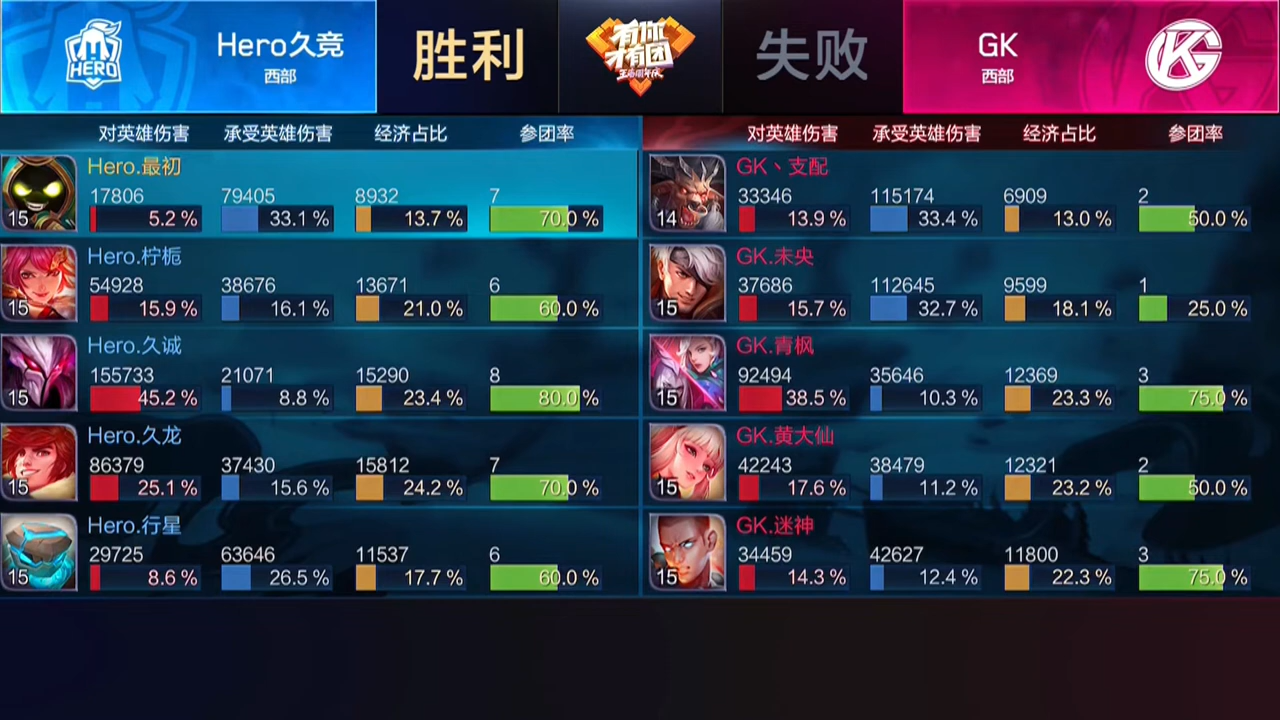 HERO
Hero久竞
西部
胜利
有你
才有团
失败
GK
西部
对英雄伤害 承受英雄伤害 经济占比 参团率
对英雄伤害 承受英雄伤害 经济占比 参团率
15
Hero.最初
17806 79405 8932 7
5.2 % 33.1 % 13.7 % 70.0 %
14
GK丶支配
33346 115174 6909 2
13.9 % 33.4 % 13.0 % 50.0 %
15
Hero.柠栀
54928 38676 13671 6
15.9 % 16.1 % 21.0 % 60.0 %
15
GK.未央
37686 112645 9599 1
15.7 % 32.7 % 18.1 % 25.0 %
15
Hero.久诚
155733 21071 15290 8
45.2 % 8.8 % 23.4 % 80.0 %
15
GK.青枫
92494 35646 12369 3
38.5 % 10.3 % 23.3 % 75.0 %
15
Hero.久龙
86379 37430 15812 7
25.1 % 15.6 % 24.2 % 70.0 %
15
GK.黄大仙
42243 38479 12321 2
17.6 % 11.2 % 23.2 % 50.0 %
15
Hero.行星
29725 63646 11537 6
8.6 % 26.5 % 17.7 % 60.0 %
15
GK.迷神
34459 42627 11800 3
14.3 % 12.4 % 22.3 % 75.0 %